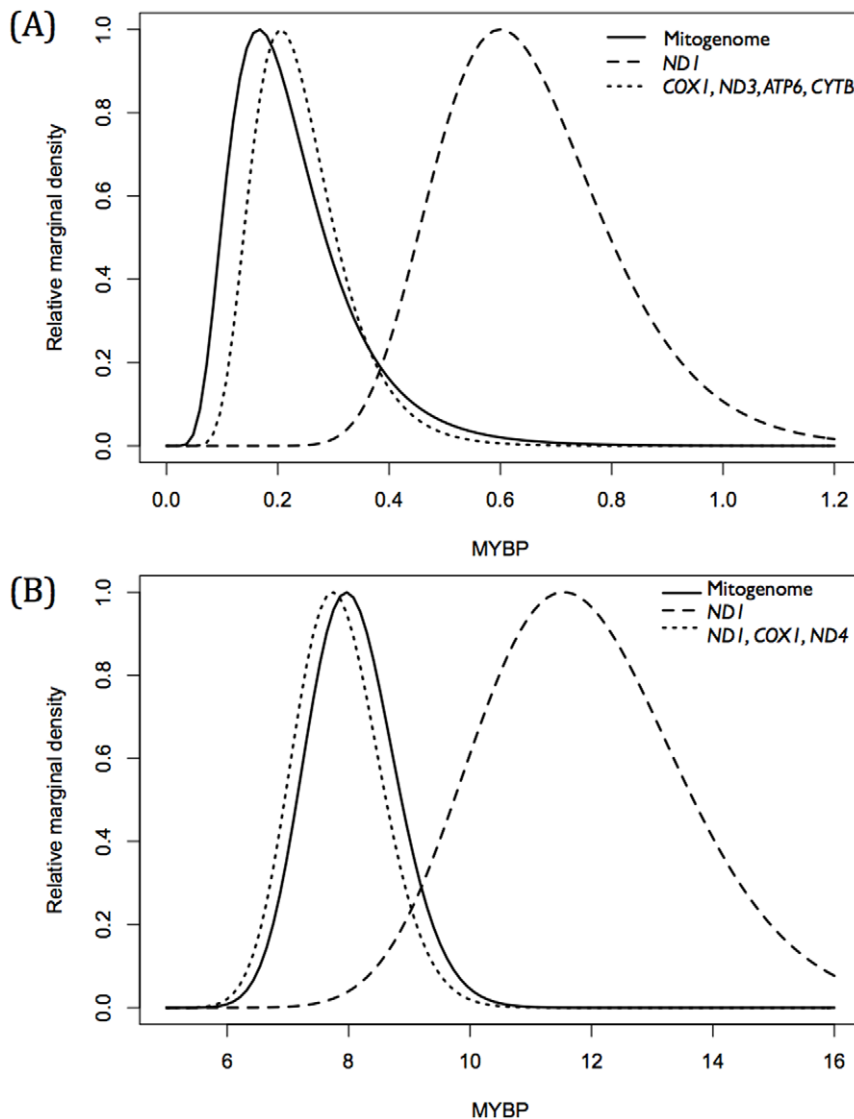 (A)
Mitogenome
ND1
COX1, ND3, ATP6, CYTB
Relative marginal density
0.0 0.2 0.4 0.6 0.8 1.0
0.0 0.2 0.4 0.6 0.8 1.0 1.2
MYBP
(B)
Mitogenome
ND1
ND1, COX1, ND4
Relative marginal density
0.0 0.2 0.4 0.6 0.8 1.0
6 8 10 12 14 16
MYBP